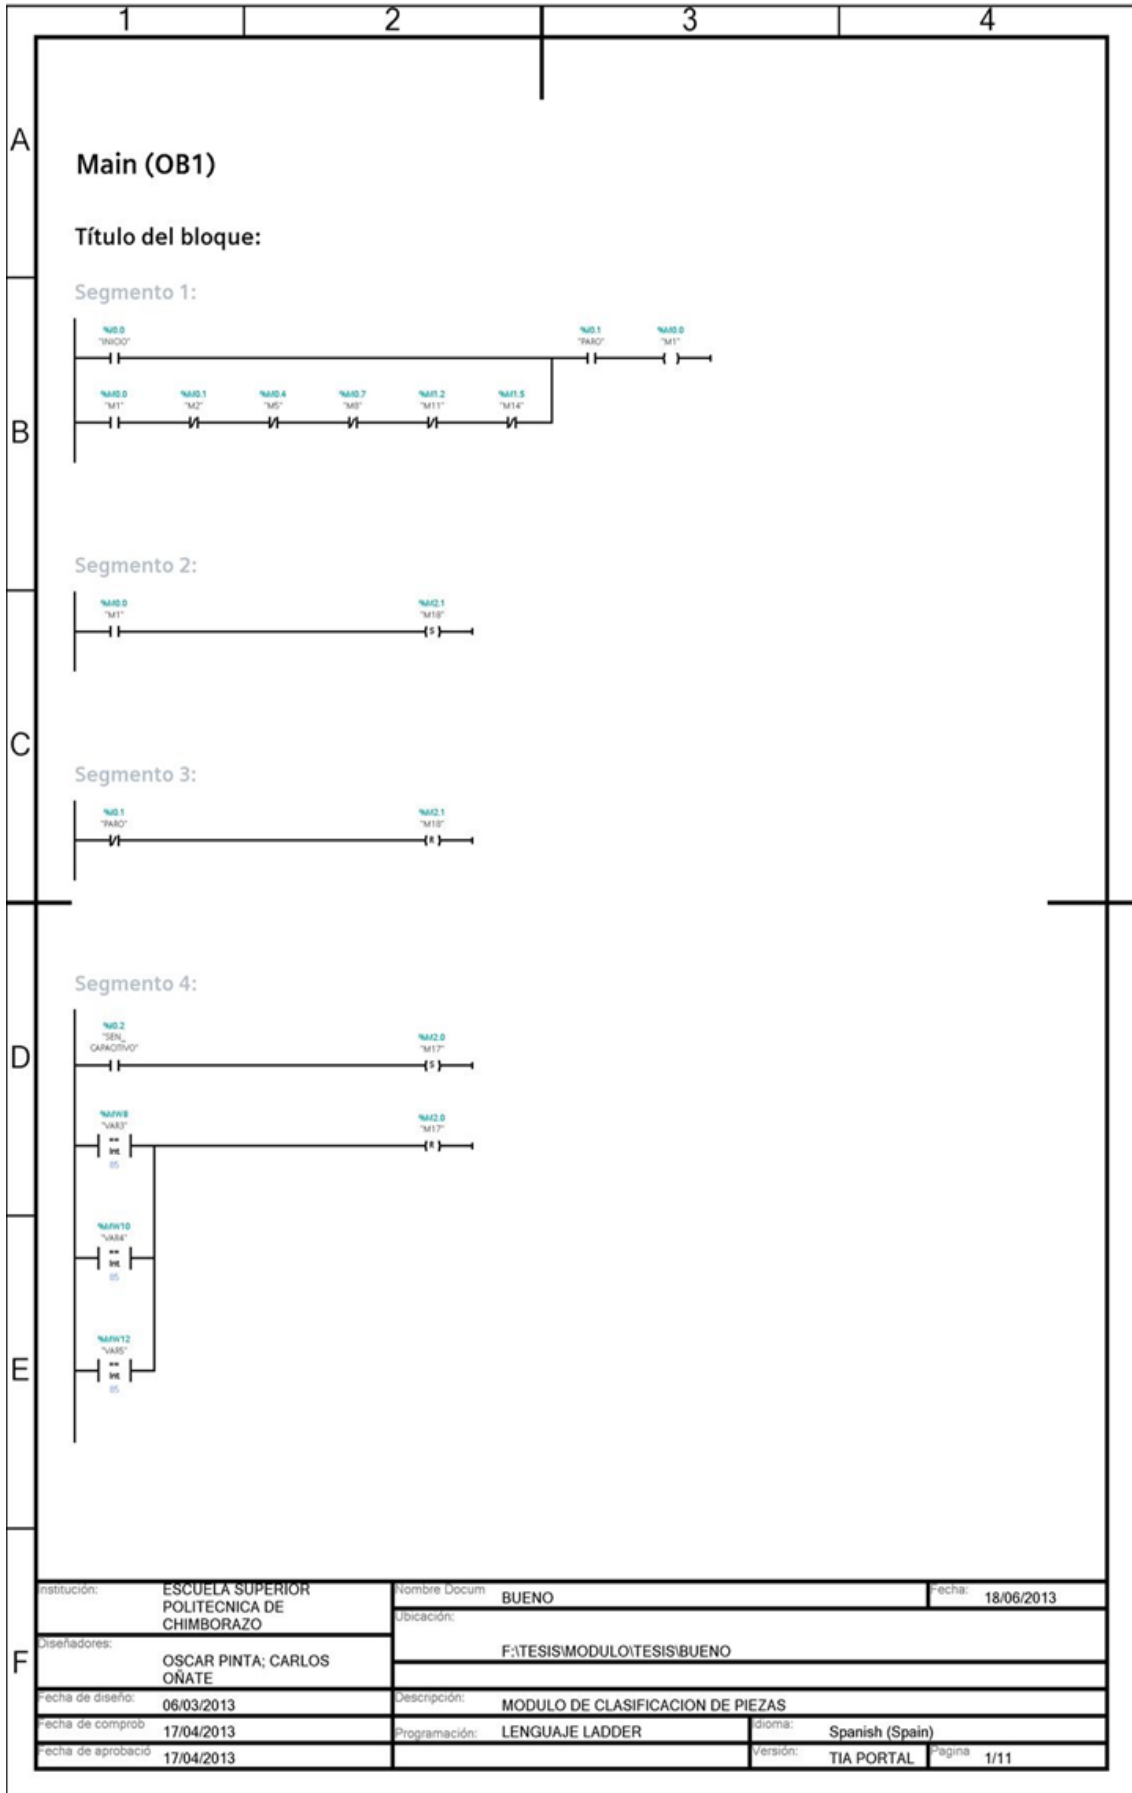 1 2 3 4
A
Main (OB1)
Título del bloque:
Segmento 1:
%I0.0 %I0.1 %M0.0
"INICIO" "PARO" "M1"
%M0.0 %M0.1 %M0.4 %M0.7 %M1.2 %M1.5
"M1" "M2" "M5" "M8" "M11" "M14"
B
Segmento 2:
%M0.0 %M2.1
"M1" "M18"
S
C
Segmento 3:
%I0.1 %M2.1
"PARO" "M18"
R
Segmento 4:
%I0.2
"SEN_ %M2.0
CAPACITIVO" "M17"
D
S
%MW8 %M2.0
"VAR3" "M17"
== R
Int
85
%MW10
"VAR4"
==
Int
85
%MW12
"VAR5"
E
==
Int
85
Institución: ESCUELA SUPERIOR POLITECNICA DE CHIMBORAZO
Nombre Docum BUENO
Fecha: 18/06/2013
Ubicación:
F:\TESIS\MODULO\TESIS\BUENO
F
Diseñadores:
OSCAR PINTA; CARLOS
OÑATE
Fecha de diseño: 06/03/2013 Descripción: MODULO DE CLASIFICACION DE PIEZAS
Fecha de comprob 17/04/2013 Programación: LENGUAJE LADDER Idioma: Spanish (Spain)
Fecha de aprobació 17/04/2013 Versión: TIA PORTAL Pagina 1/11